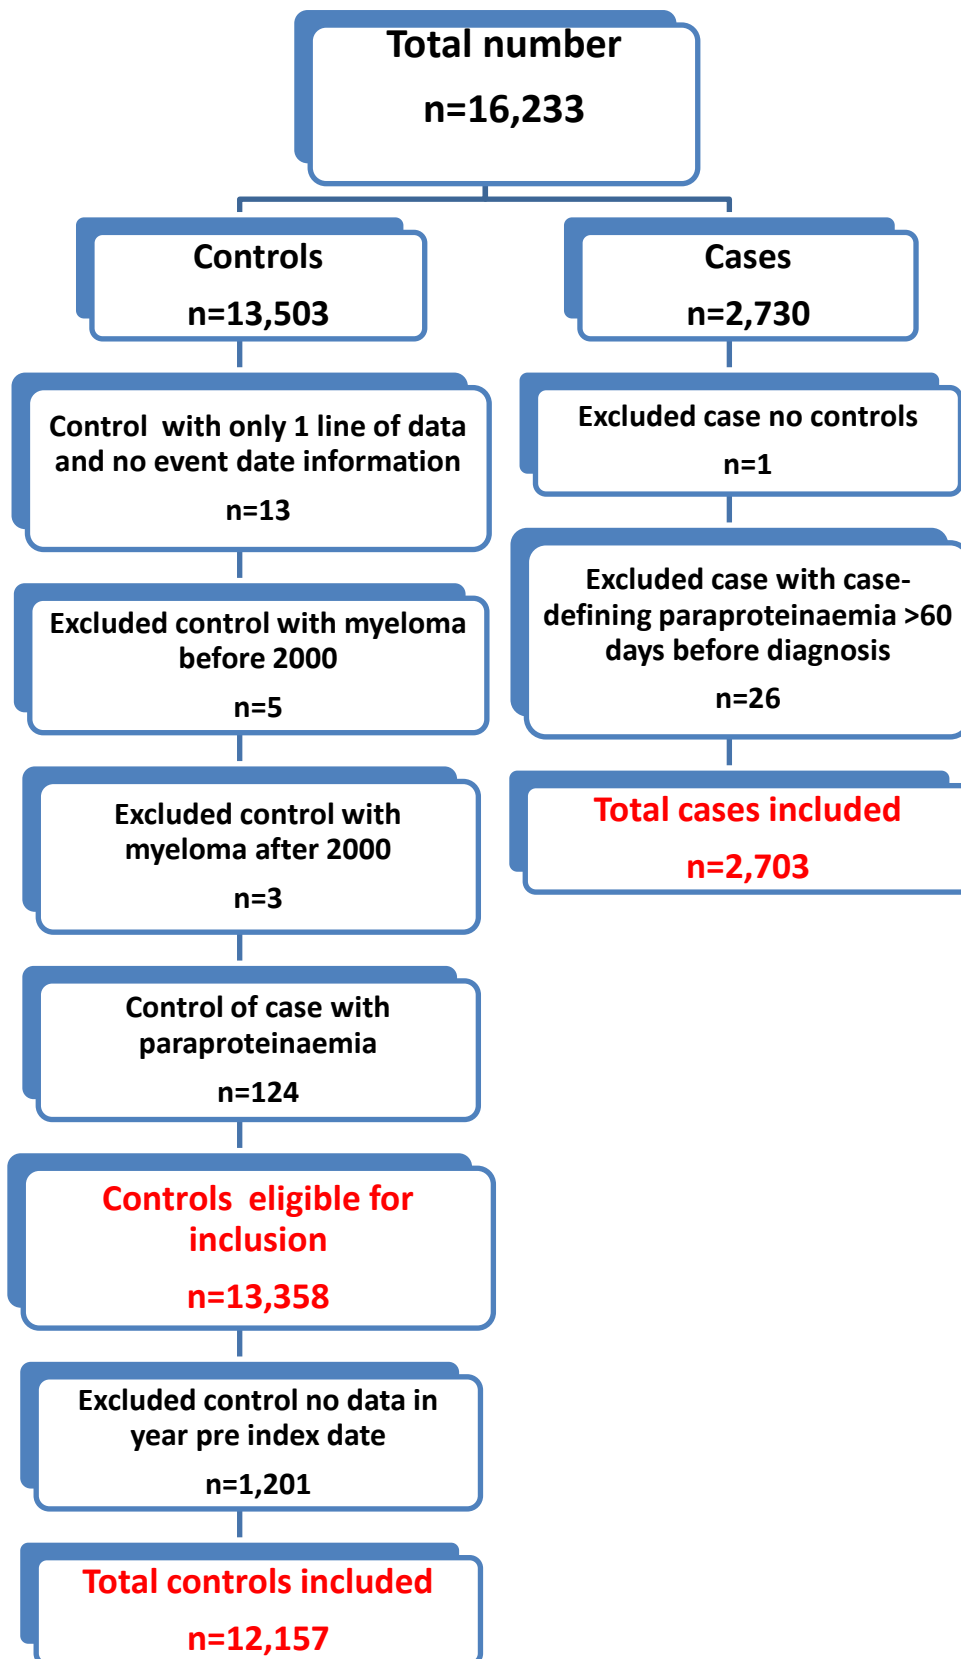 Total number
n=16,233
Controls
n=13,503
Cases
n=2,730
Control with only 1 line of data
and no event date information
n=13
Excluded case no controls
n=1
Excluded control with myeloma
before 2000
n=5
Excluded case with case-
defining paraproteinaemia >60
days before diagnosis
n=26
Excluded control with
myeloma after 2000
n=3
Total cases included
n=2,703
Control of case with
paraproteinaemia
n=124
Controls eligible for
inclusion
n=13,358
Excluded control no data in
year pre index date
n=1,201
Total controls included
n=12,157